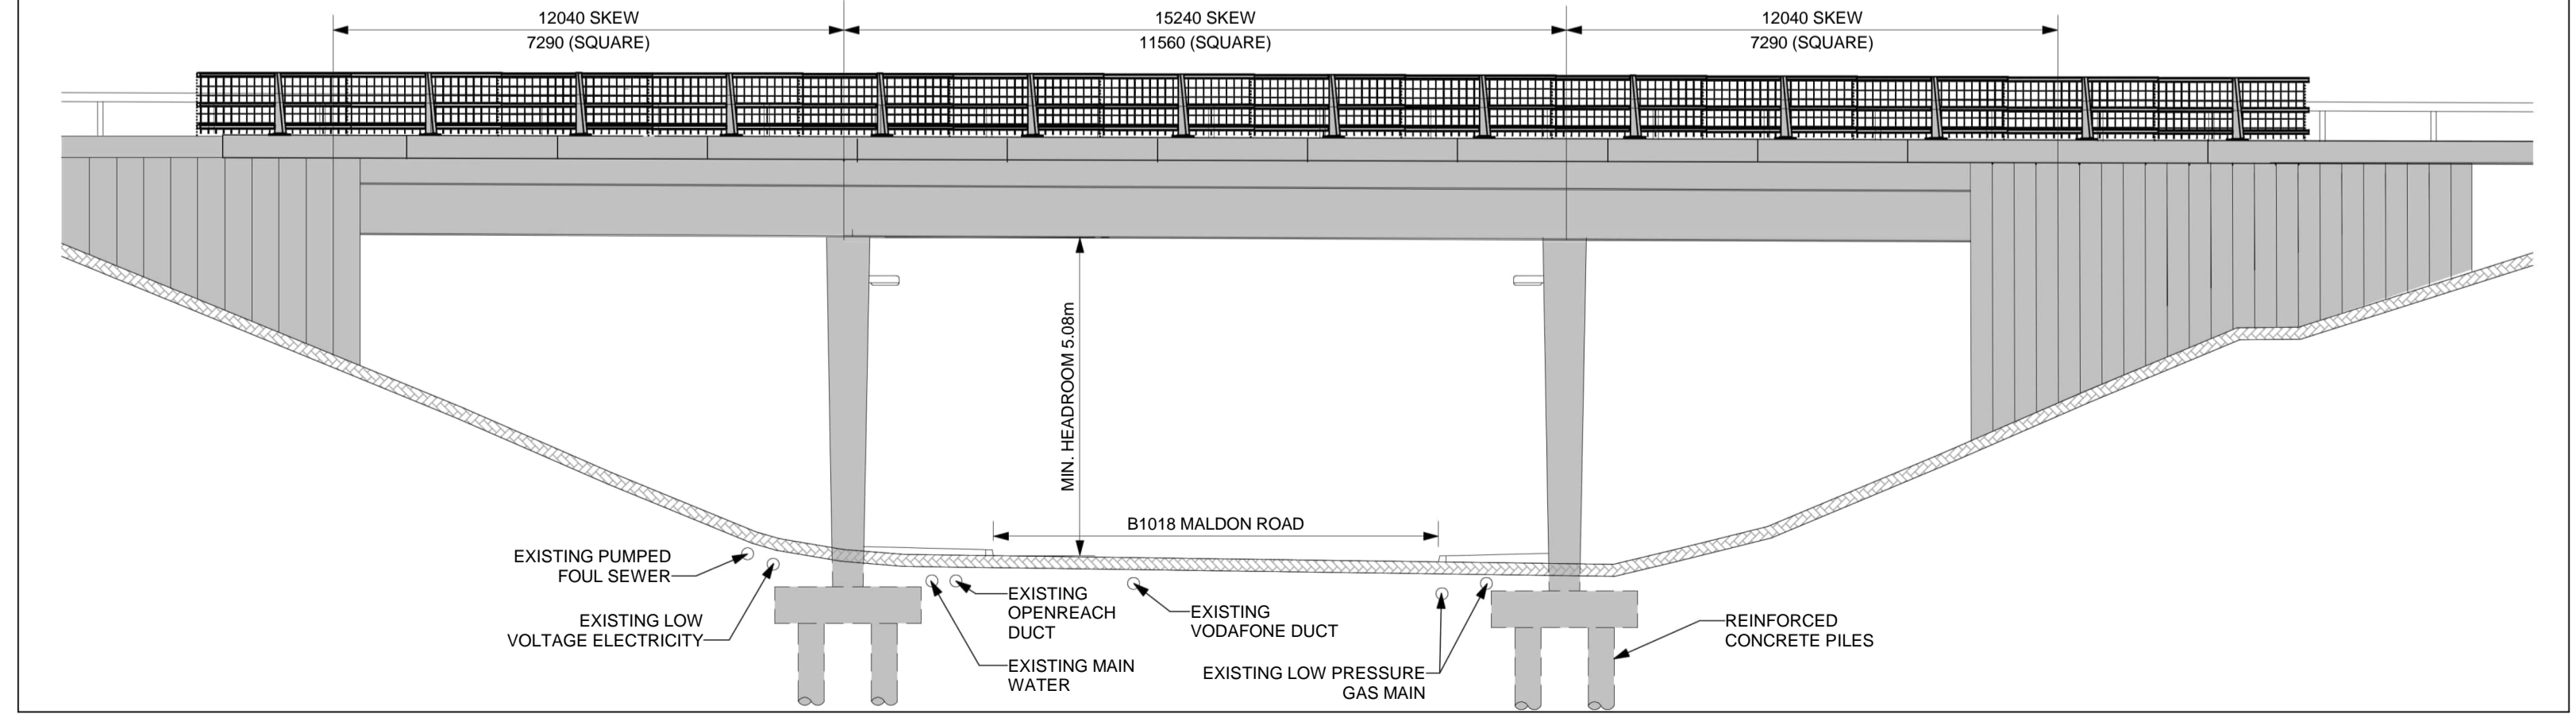 12040 SKEW
7290 (SQUARE)
15240 SKEW
11560 (SQUARE)
12040 SKEW
7290 (SQUARE)
MIN. HEADROOM 5.08m
B1018 MALDON ROAD
EXISTING PUMPED
FOUL SEWER
EXISTING LOW
VOLTAGE ELECTRICITY
EXISTING
OPENREACH
DUCT
EXISTING MAIN
WATER
EXISTING
VODAFONE DUCT
EXISTING LOW PRESSURE
GAS MAIN
REINFORCED
CONCRETE PILES